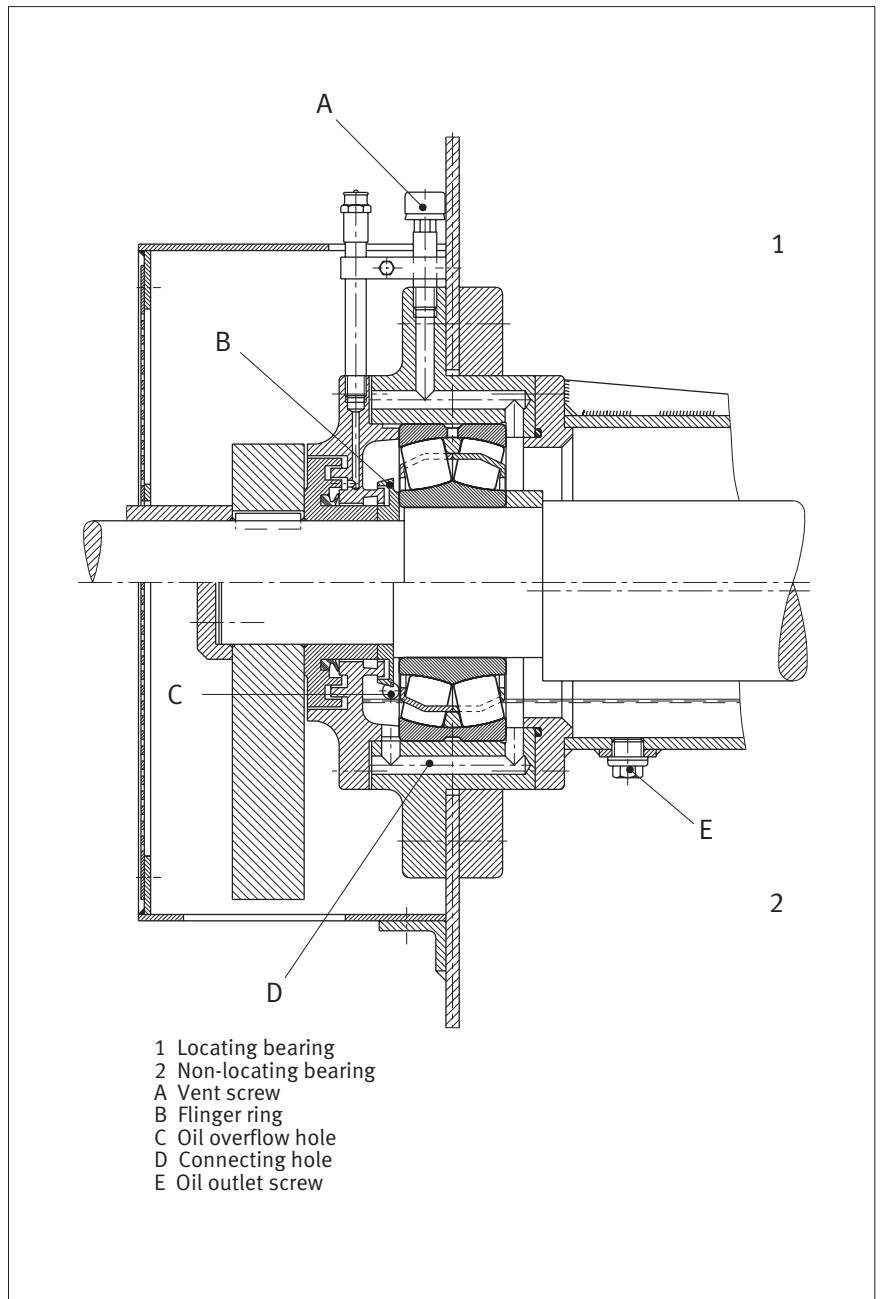 A
1
B
C
E
2
D
1 Locating bearing
2 Non-locating bearing
A Vent screw
B Flinger ring
C Oil overflow hole
D Connecting hole
E Oil outlet screw